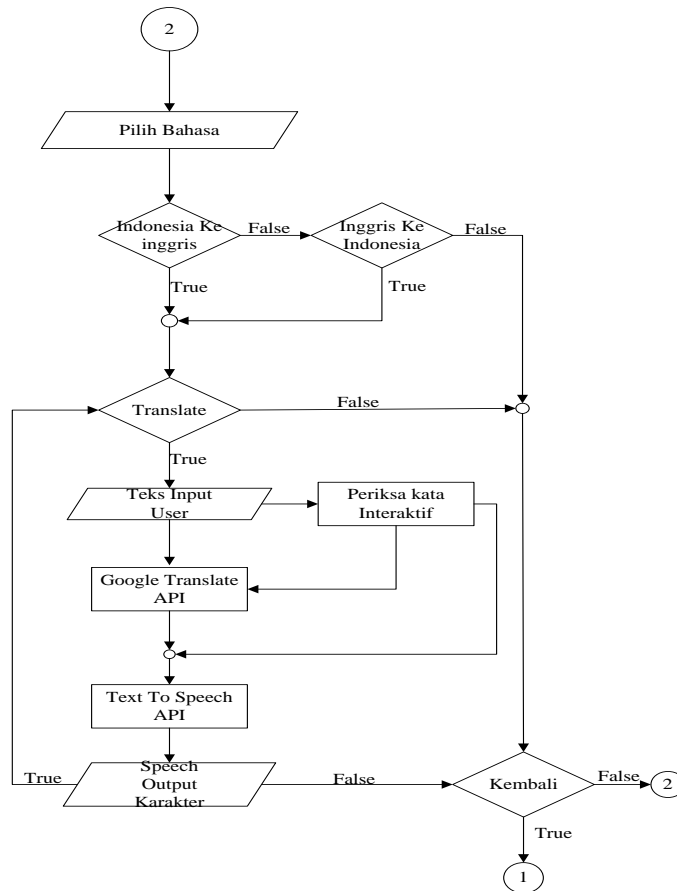 2
Pilih Bahasa
Indonesia Ke
inggris
False
Inggris Ke
Indonesia
False
True
True
Translate
False
True
Teks Input
User
Periksa kata
Interaktif
Google Translate
API
Text To Speech
API
True
Speech
Output
Karakter
False
Kembali
False
2
True
1